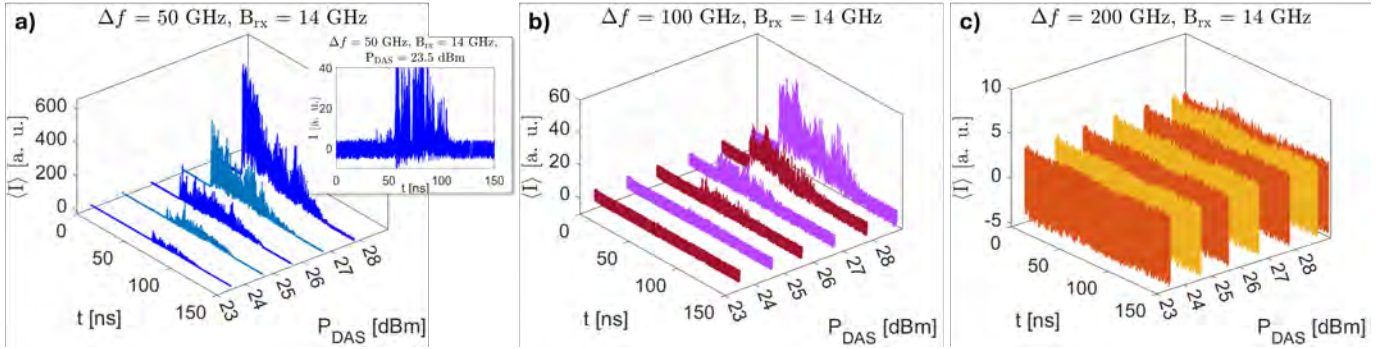 a)
Δf = 50 GHz, B_rx = 14 GHz
Δf = 50 GHz, B_rx = 14 GHz,
P_DAS = 23.5 dBm
40
20
0
I [a. u.]
0
50
100
150
t [ns]
600
400
200
0
⟨I⟩ [a. u.]
0
50
100
150
t [ns]
23
24
25
26
27
28
P_DAS [dBm]
b)
Δf = 100 GHz, B_rx = 14 GHz
60
40
20
0
⟨I⟩ [a. u.]
0
50
100
150
t [ns]
23
24
25
26
27
28
P_DAS [dBm]
c)
Δf = 200 GHz, B_rx = 14 GHz
10
5
0
-5
⟨I⟩ [a. u.]
0
50
100
150
t [ns]
23
24
25
26
27
28
P_DAS [dBm]